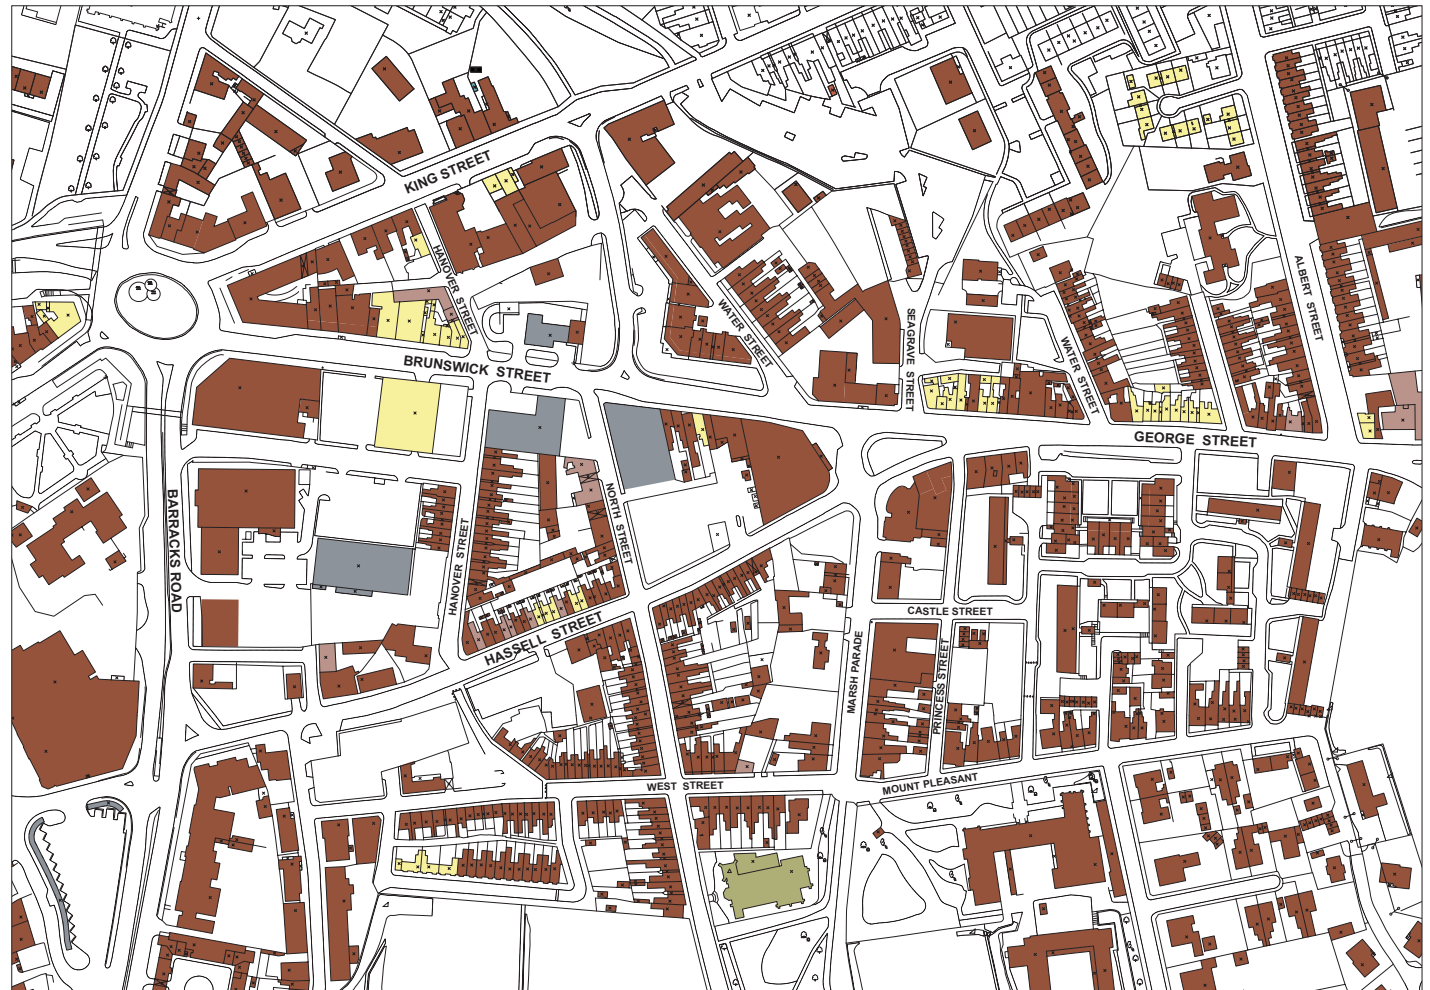 KING STREET
HANOVER STREET
WATER STREET
SEAGRAVE STREET
ALBERT STREET
WATER STREET
BRUNSWICK STREET
GEORGE STREET
BARRACKS ROAD
HANOVER STREET
NORTH STREET
HASSELL STREET
CASTLE STREET
MARSH PARADE
PRINCESS STREET
WEST STREET
MOUNT PLEASANT